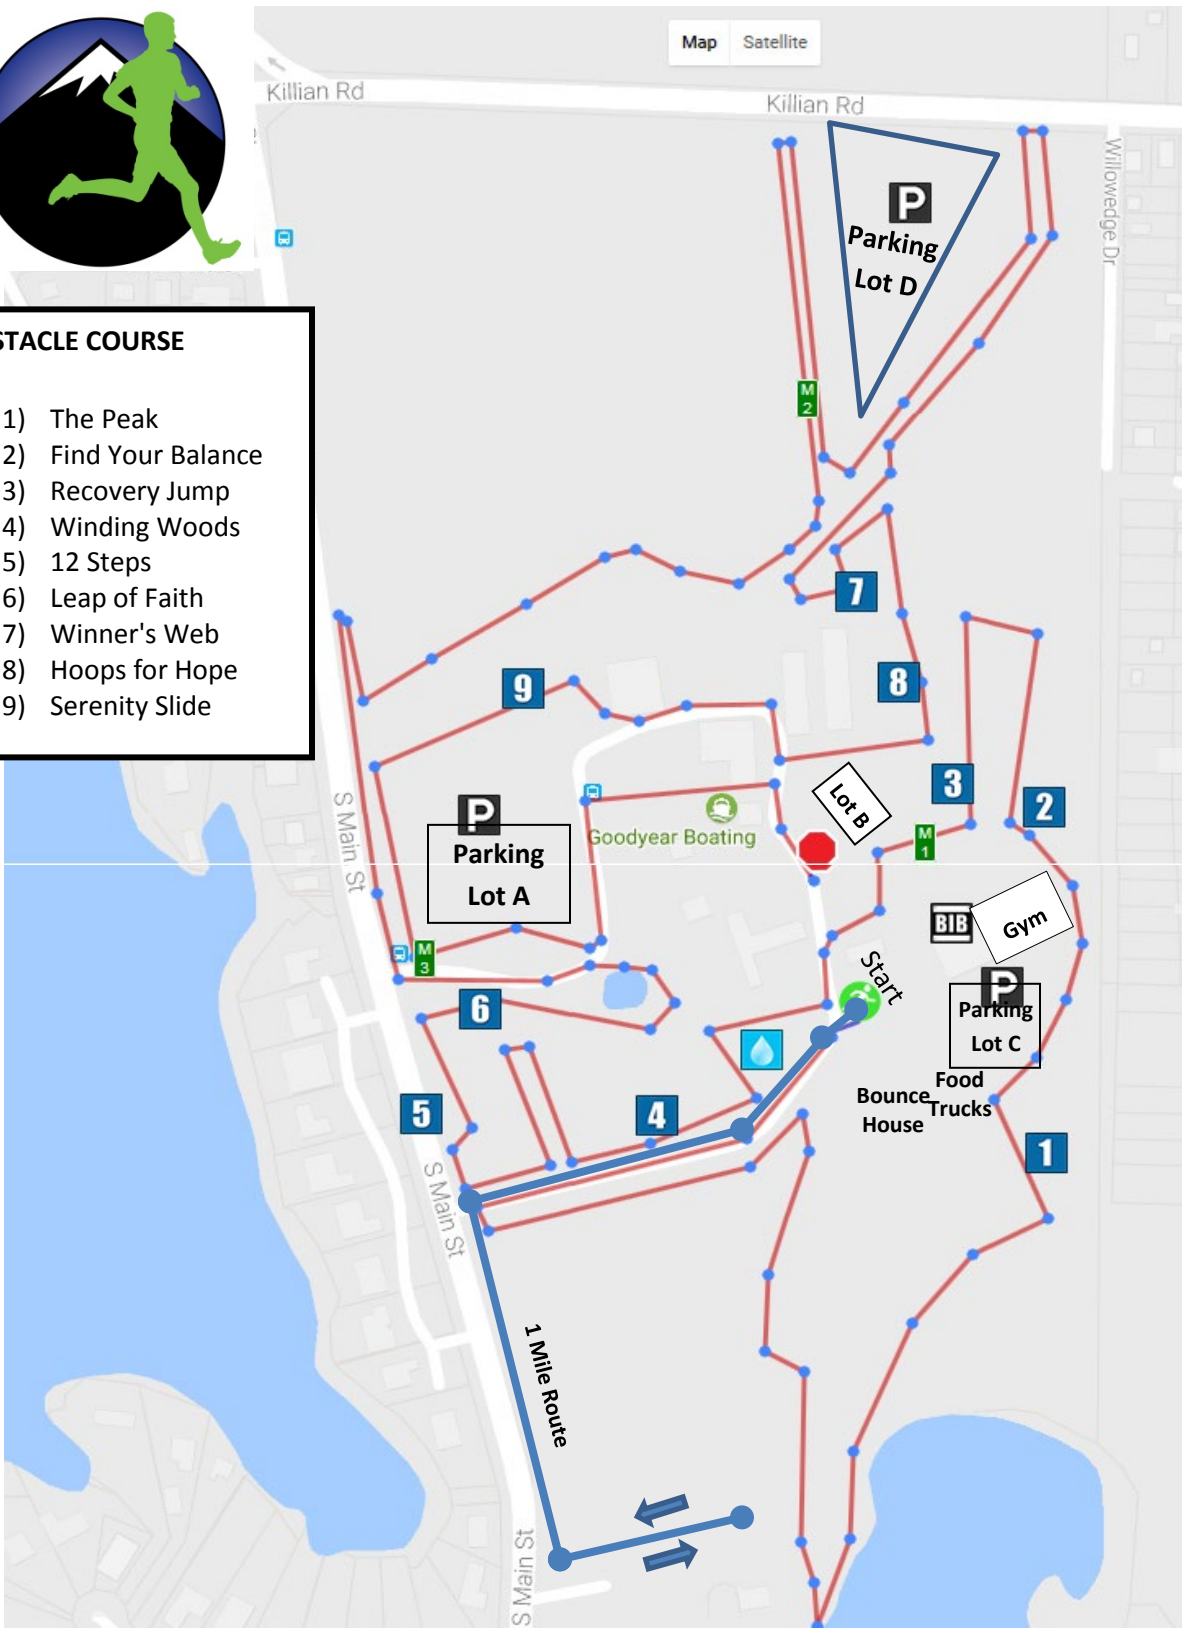 Map Satellite
Killian Rd
Killian Rd
Willowedge Dr
P
Parking
Lot D
STACLE COURSE
1) The Peak
2) Find Your Balance
3) Recovery Jump
4) Winding Woods
5) 12 Steps
6) Leap of Faith
7) Winner's Web
8) Hoops for Hope
9) Serenity Slide
M
2
7
9
8
3
2
Lot B
S Main St
P
Parking
Lot A
Goodyear Boating
M
1
BIB
Gym
M
3
Start
P
Parking
Lot C
6
Food
Trucks
Bounce
House
5
4
1
S Main St
1 Mile Route
S Main St